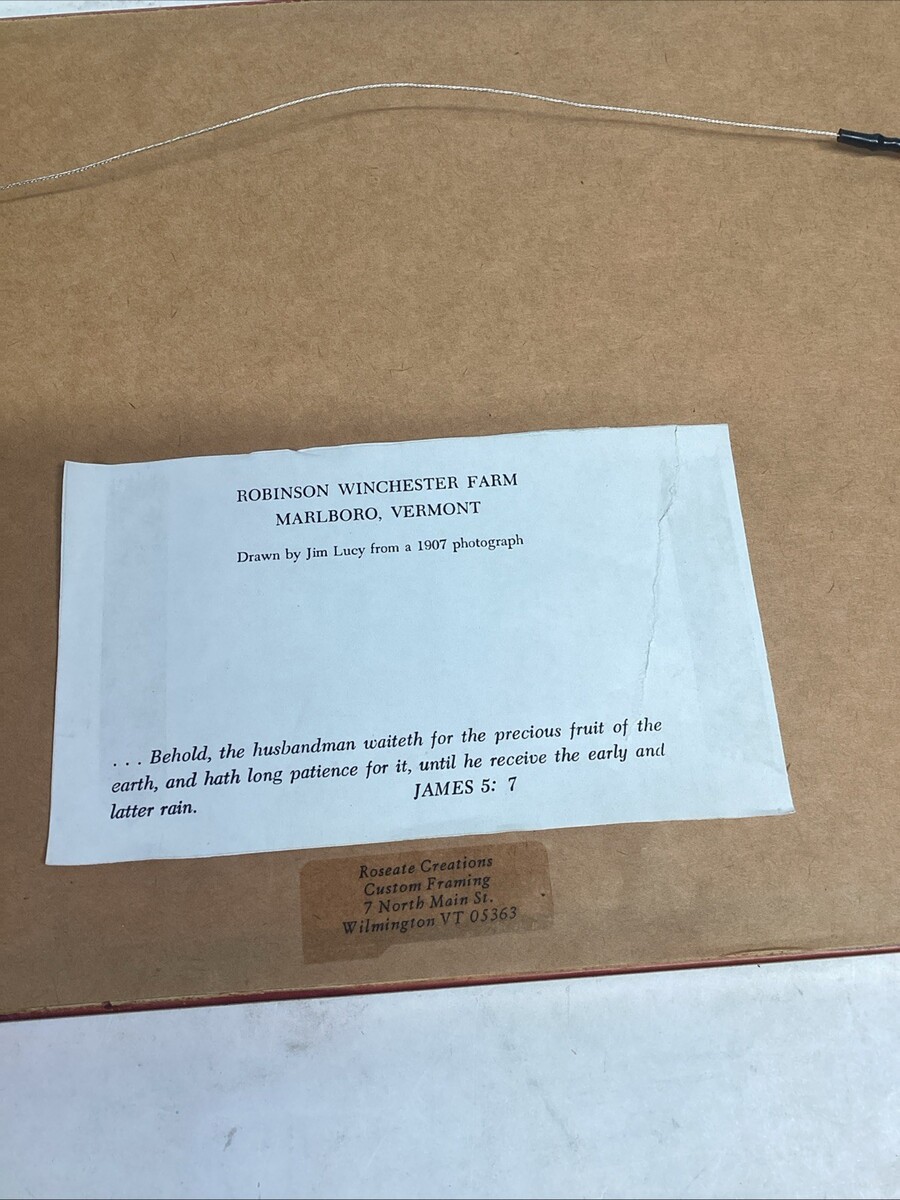 ROBINSON WINCHESTER FARM
MARLBORO, VERMONT
Drawn by Jim Lucy from a 1907 photograph
. . . Behold, the husbandman waiteth for the precious fruit of the
earth, and hath long patience for it, until he receive the early and
latter rain.
JAMES 5: 7
Roseate Creations
Custom Framing
7 North Main St.
Wilmington VT 05363